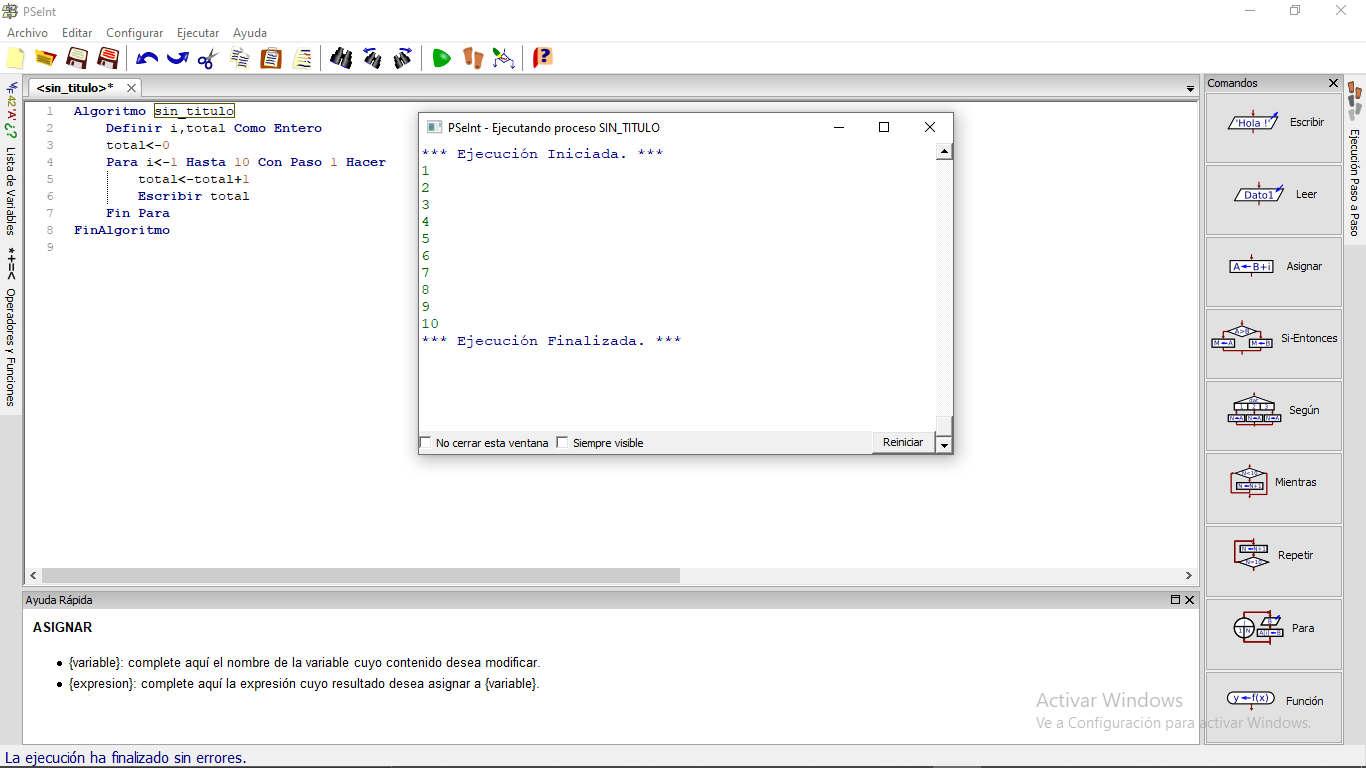 PSeInt
Archivo Editar Configurar Ejecutar Ayuda
<sin_titulo>*
Lista de Variables
Operadores y Funciones
1 Algoritmo sin_titulo
2 Definir i,total Como Entero
3 total<-0
4 Para i<-1 Hasta 10 Con Paso 1 Hacer
5 total<-total+1
6 Escribir total
7 Fin Para
8 FinAlgoritmo
9
PSeInt - Ejecutando proceso SIN_TITULO
*** Ejecución Iniciada. ***
1
2
3
4
5
6
7
8
9
10
*** Ejecución Finalizada. ***
No cerrar esta ventana
Siempre visible
Reiniciar
Comandos
'Hola !' Escribir
Dato1 Leer
A←B+i Asignar
A>B M←A M←B Si-Entonces
Según
Mientras
Repetir
Para
y←f(x) Función
Ejecución Paso a Paso
Ayuda Rápida
ASIGNAR
• {variable}: complete aquí el nombre de la variable cuyo contenido desea modificar.
• {expresion}: complete aquí la expresión cuyo resultado desea asignar a {variable}.
Activar Windows
Ve a Configuración para activar Windows.
La ejecución ha finalizado sin errores.